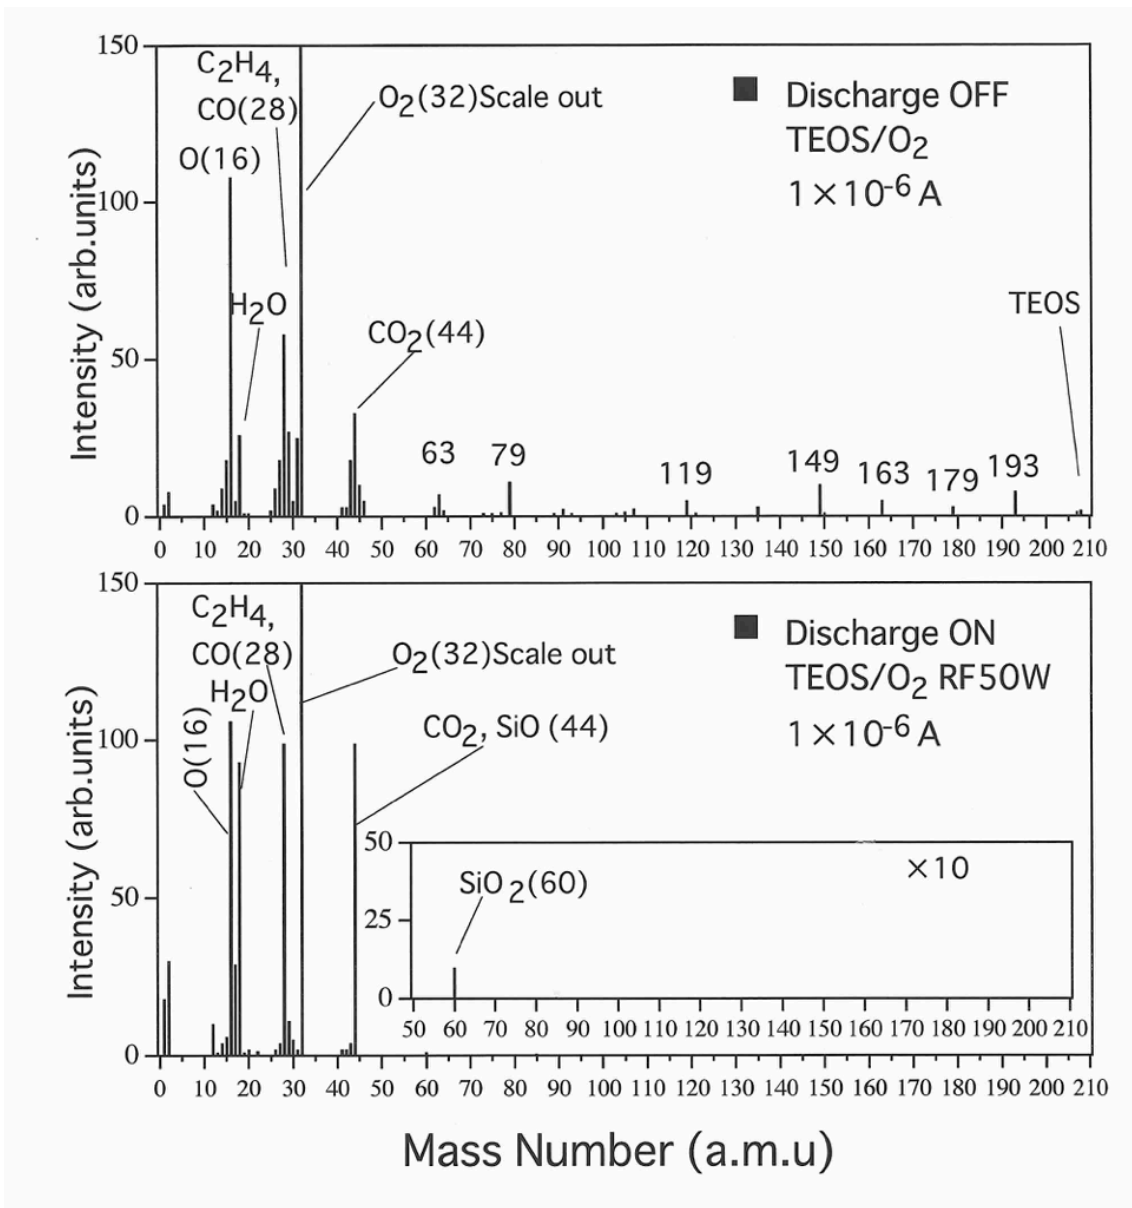 150
C2H4,
CO(28)
O2(32)Scale out
O(16)
■ Discharge OFF
TEOS/O2
1×10-6 A
100
H2O
CO2(44)
TEOS
50
63
79
119
149
163
179
193
0
Intensity (arb.units)
0 10 20 30 40 50 60 70 80 90 100 110 120 130 140 150 160 170 180 190 200 210
150
C2H4,
CO(28)
H2O
O(16)
O2(32)Scale out
CO2, SiO (44)
■ Discharge ON
TEOS/O2 RF50W
1×10-6 A
100
50
0
Intensity (arb.units)
50
25
0
SiO2(60)
×10
50 60 70 80 90 100 110 120 130 140 150 160 170 180 190 200 210
0 10 20 30 40 50 60 70 80 90 100 110 120 130 140 150 160 170 180 190 200 210
Mass Number (a.m.u)